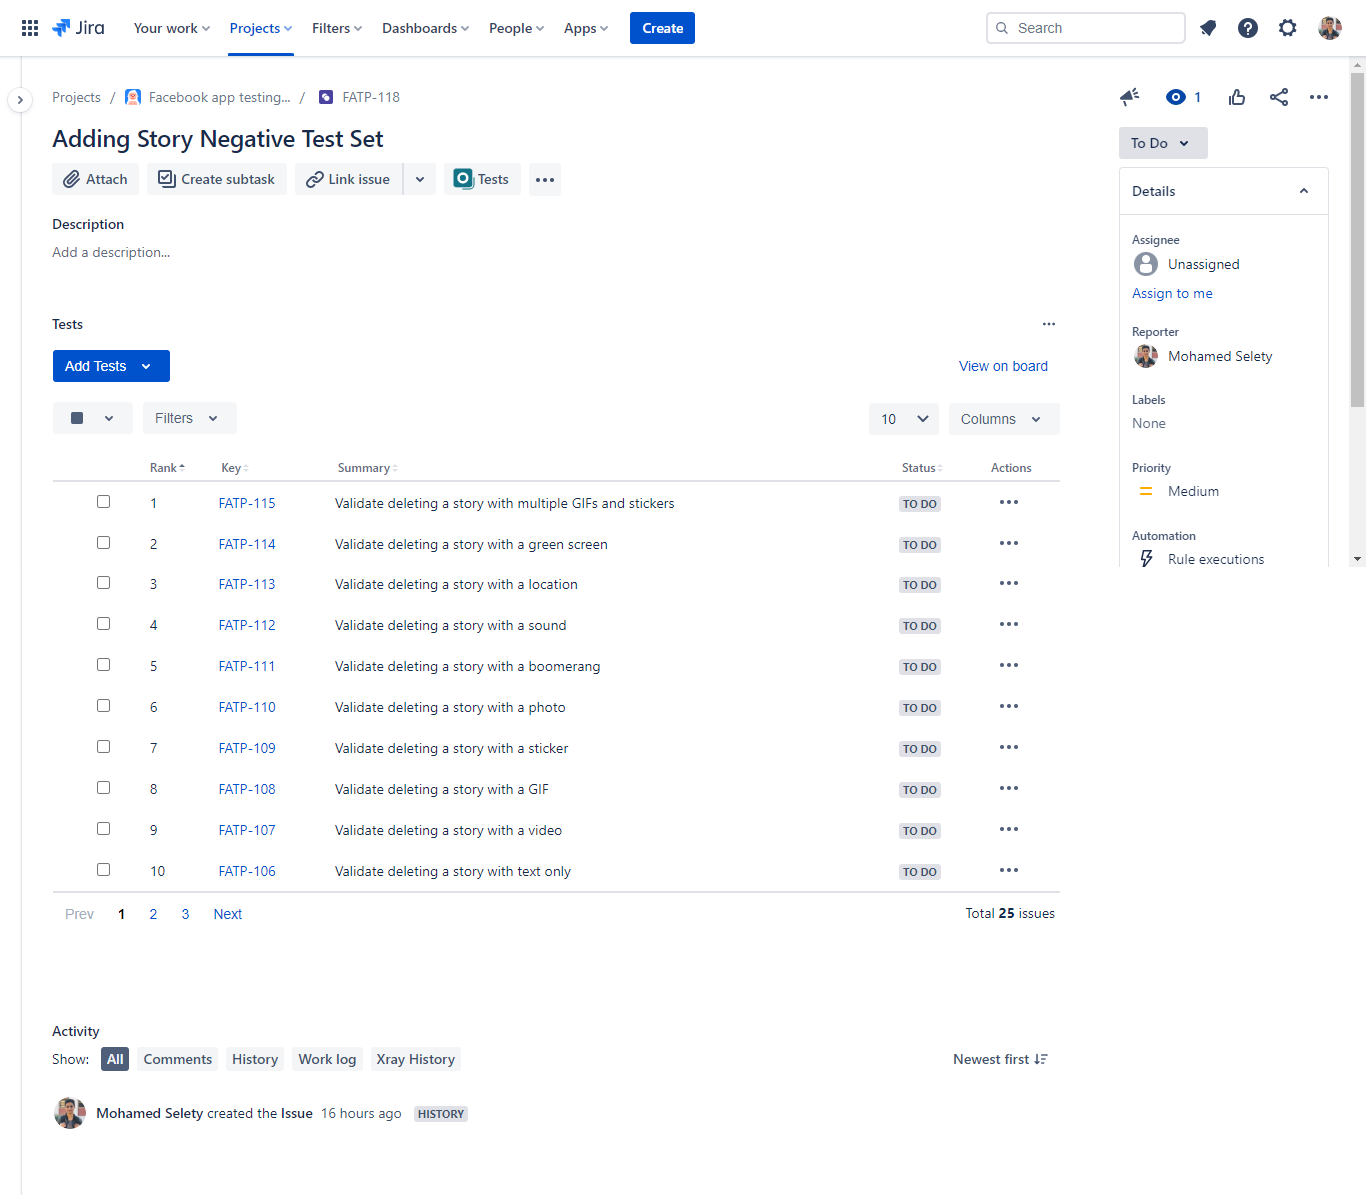 Jira Your work Projects Filters Dashboards People Apps Create Search
Projects / Facebook app testing... / FATP-118 1
Adding Story Negative Test Set
To Do
Attach Create subtask Link issue Tests
Details
Description
Add a description...
Assignee
Unassigned
Assign to me
Tests
Reporter
Mohamed Selety
Add Tests View on board
Labels
None
Filters 10 Columns
Rank Key Summary Status Actions
Priority
Medium
1 FATP-115 Validate deleting a story with multiple GIFs and stickers TO DO
Automation
Rule executions
2 FATP-114 Validate deleting a story with a green screen TO DO
3 FATP-113 Validate deleting a story with a location TO DO
4 FATP-112 Validate deleting a story with a sound TO DO
5 FATP-111 Validate deleting a story with a boomerang TO DO
6 FATP-110 Validate deleting a story with a photo TO DO
7 FATP-109 Validate deleting a story with a sticker TO DO
8 FATP-108 Validate deleting a story with a GIF TO DO
9 FATP-107 Validate deleting a story with a video TO DO
10 FATP-106 Validate deleting a story with text only TO DO
Prev 1 2 3 Next Total 25 issues
Activity
Show: All Comments History Work log Xray History Newest first
Mohamed Selety created the Issue 16 hours ago HISTORY